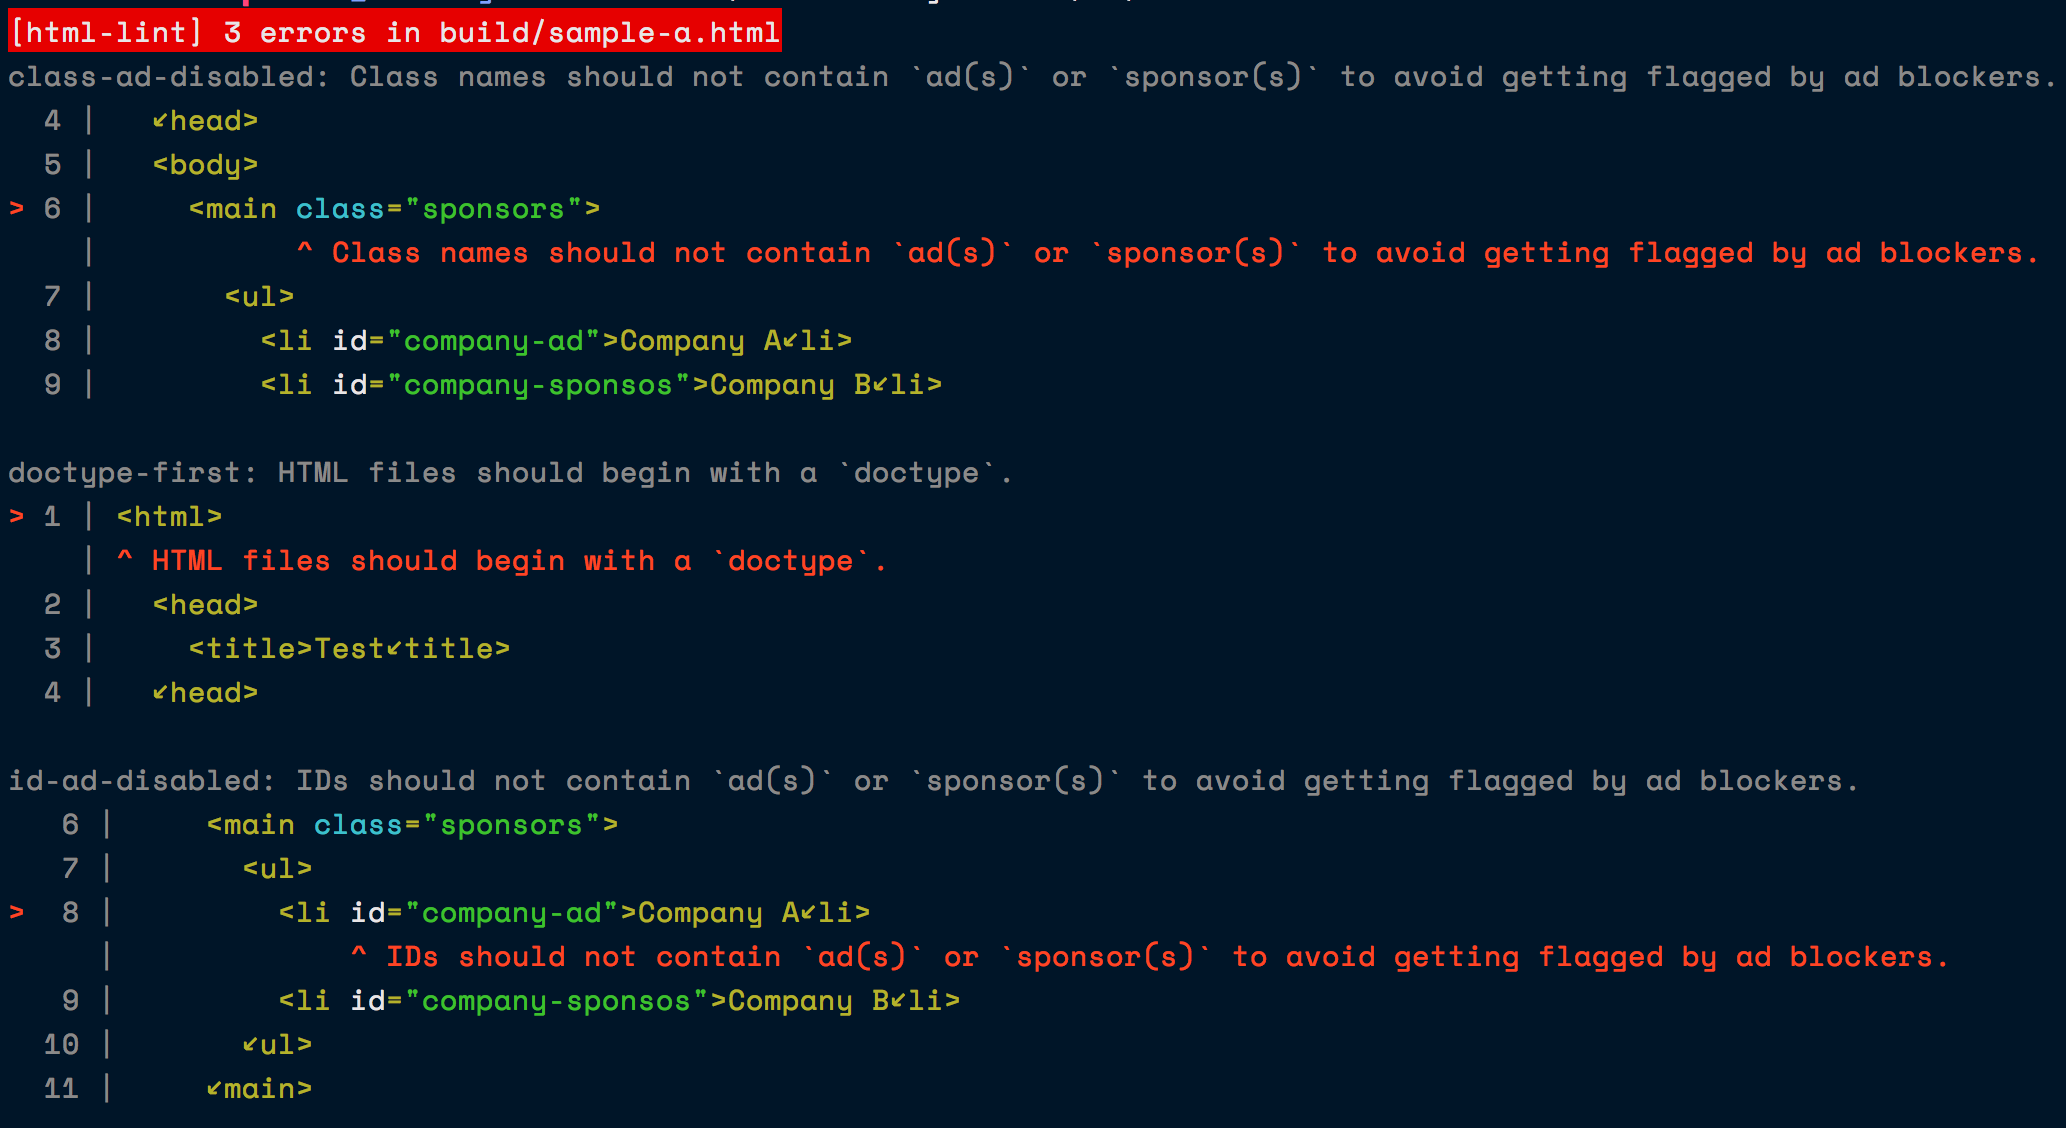 [html-lint] 3 errors in build/sample-a.html
class-ad-disabled: Class names should not contain `ad(s)` or `sponsor(s)` to avoid getting flagged by ad blockers.
  4 |   ↙head>
  5 |   <body>
> 6 |     <main class="sponsors">
    |           ^ Class names should not contain `ad(s)` or `sponsor(s)` to avoid getting flagged by ad blockers.
  7 |       <ul>
  8 |         <li id="company-ad">Company A↙li>
  9 |         <li id="company-sponsos">Company B↙li>
doctype-first: HTML files should begin with a `doctype`.
> 1 | <html>
    | ^ HTML files should begin with a `doctype`.
  2 |   <head>
  3 |     <title>Test↙title>
  4 |   ↙head>
id-ad-disabled: IDs should not contain `ad(s)` or `sponsor(s)` to avoid getting flagged by ad blockers.
   6 |     <main class="sponsors">
   7 |       <ul>
>  8 |         <li id="company-ad">Company A↙li>
     |             ^ IDs should not contain `ad(s)` or `sponsor(s)` to avoid getting flagged by ad blockers.
   9 |         <li id="company-sponsos">Company B↙li>
  10 |       ↙ul>
  11 |     ↙main>